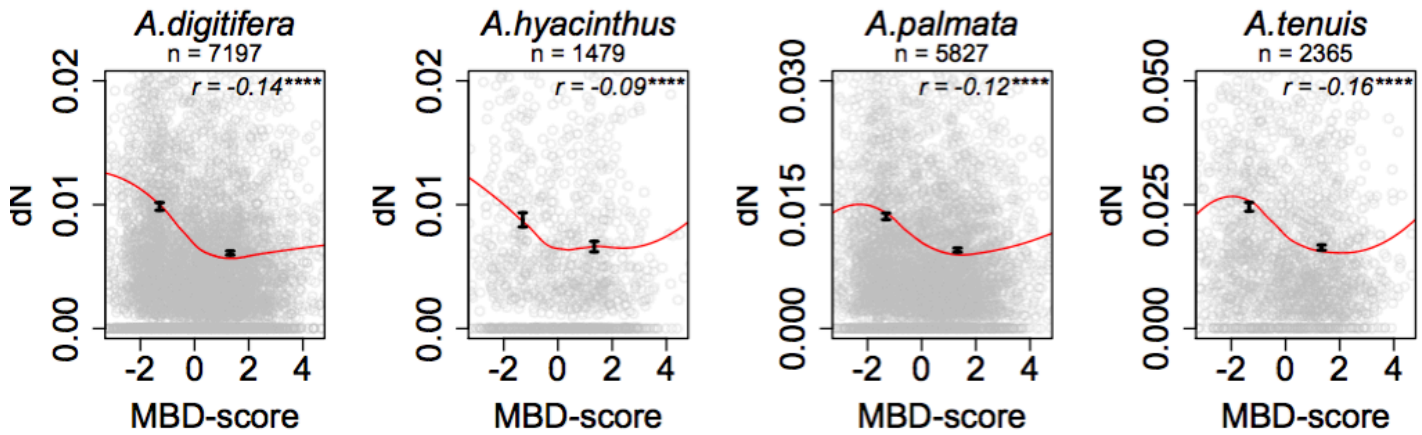 A.digitifera
n = 7197
r = -0.14****
dN
0.00 0.01 0.02
-2 0 2 4
MBD-score
A.hyacinthus
n = 1479
r = -0.09****
dN
0.00 0.01 0.02
-2 0 2 4
MBD-score
A.palmata
n = 5827
r = -0.12****
dN
0.000 0.015 0.030
-2 0 2 4
MBD-score
A.tenuis
n = 2365
r = -0.16****
dN
0.000 0.025 0.050
-2 0 2 4
MBD-score